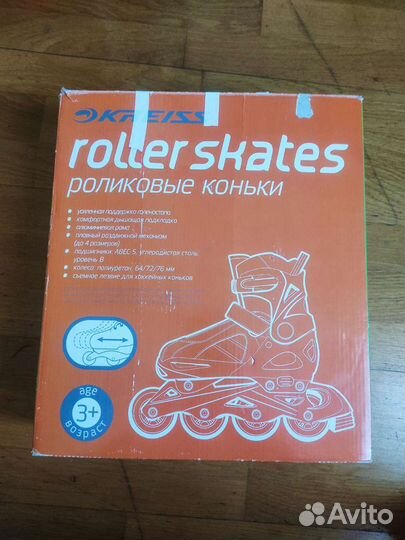 KREISS
roller skates
роликовые коньки
усиленная поддержка голеностопа
комфортная дышащая подкладка
алюминиевая рама
плавный раздвижной механизм
(до 4 размеров)
подшипники: ABEC-5, углеродистая сталь,
уровень B
колеса: полиуретан, 64/72/76 мм
съемное лезвие для хоккейных коньков
age
3+
возраст
Avito